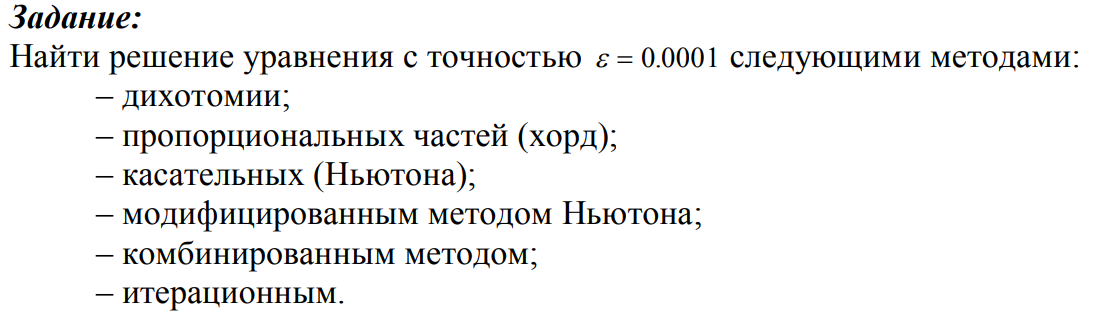 Задание:
Найти решение уравнения с точностью ε = 0.0001 следующими методами:
– дихотомии;
– пропорциональных частей (хорд);
– касательных (Ньютона);
– модифицированным методом Ньютона;
– комбинированным методом;
– итерационным.